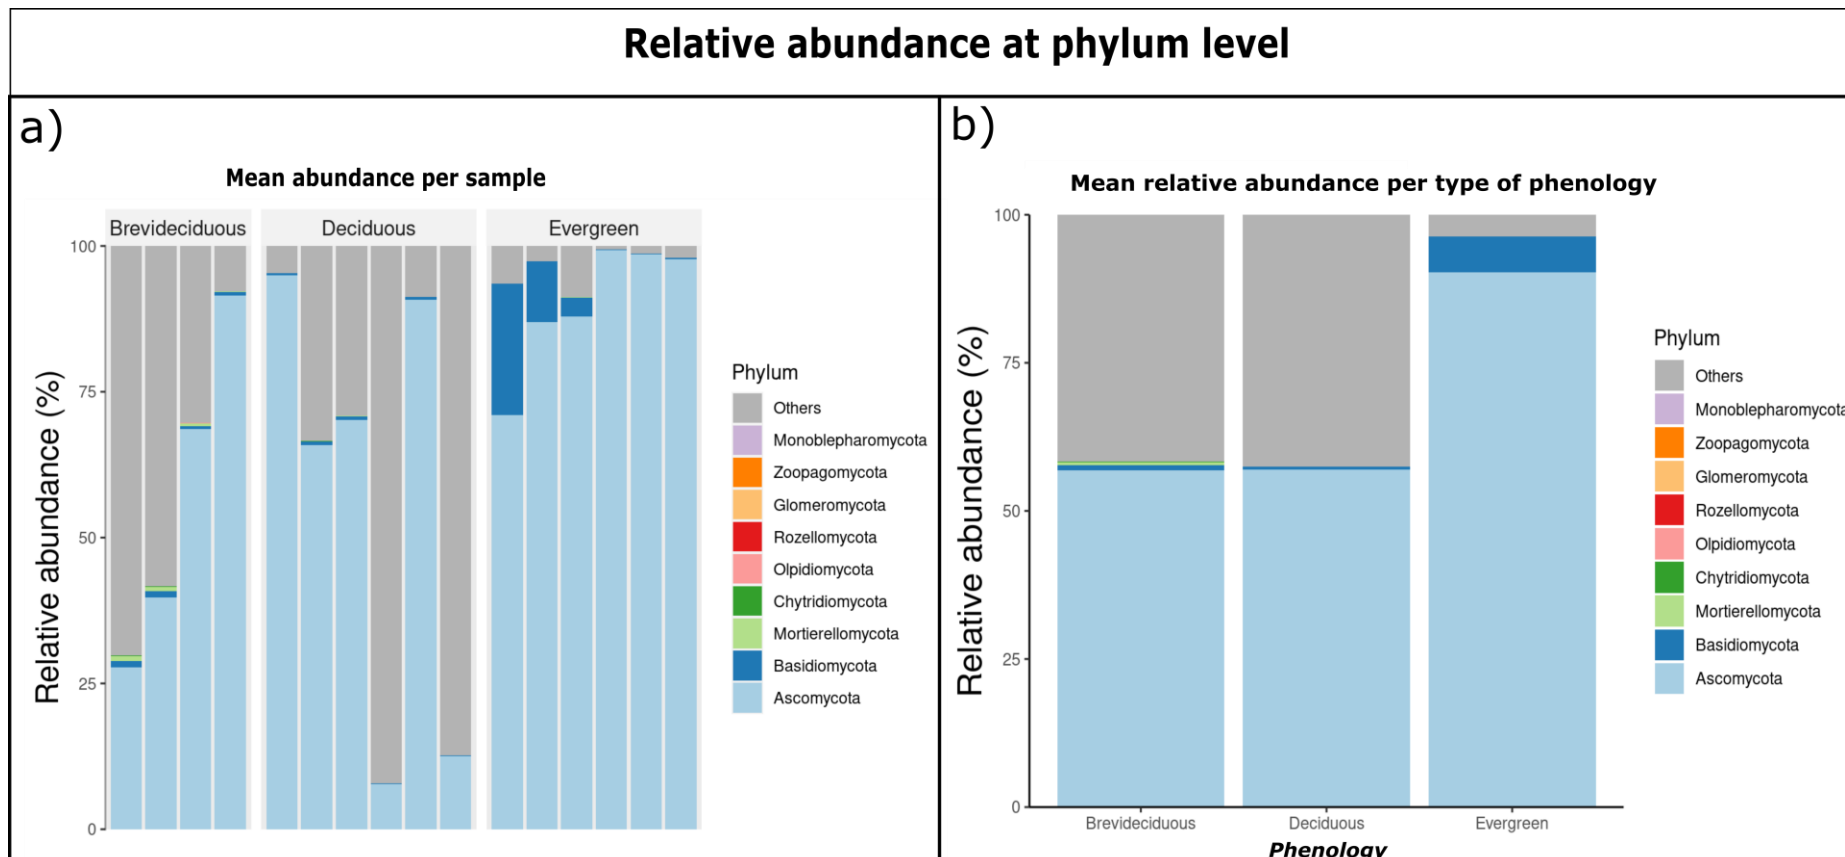 Relative abundance at phylum level
a)
Mean abundance per sample
Brevideciduous
Deciduous
Evergreen
Relative abundance (%)
100
75
50
25
0
Phylum
Others
Monoblepharomycota
Zoopagomycota
Glomeromycota
Rozellomycota
Olpidiomycota
Chytridiomycota
Mortierellomycota
Basidiomycota
Ascomycota
b)
Mean relative abundance per type of phenology
Relative abundance (%)
100
75
50
25
0
Brevideciduous
Deciduous
Evergreen
Phenology
Phylum
Others
Monoblepharomycota
Zoopagomycota
Glomeromycota
Rozellomycota
Olpidiomycota
Chytridiomycota
Mortierellomycota
Basidiomycota
Ascomycota